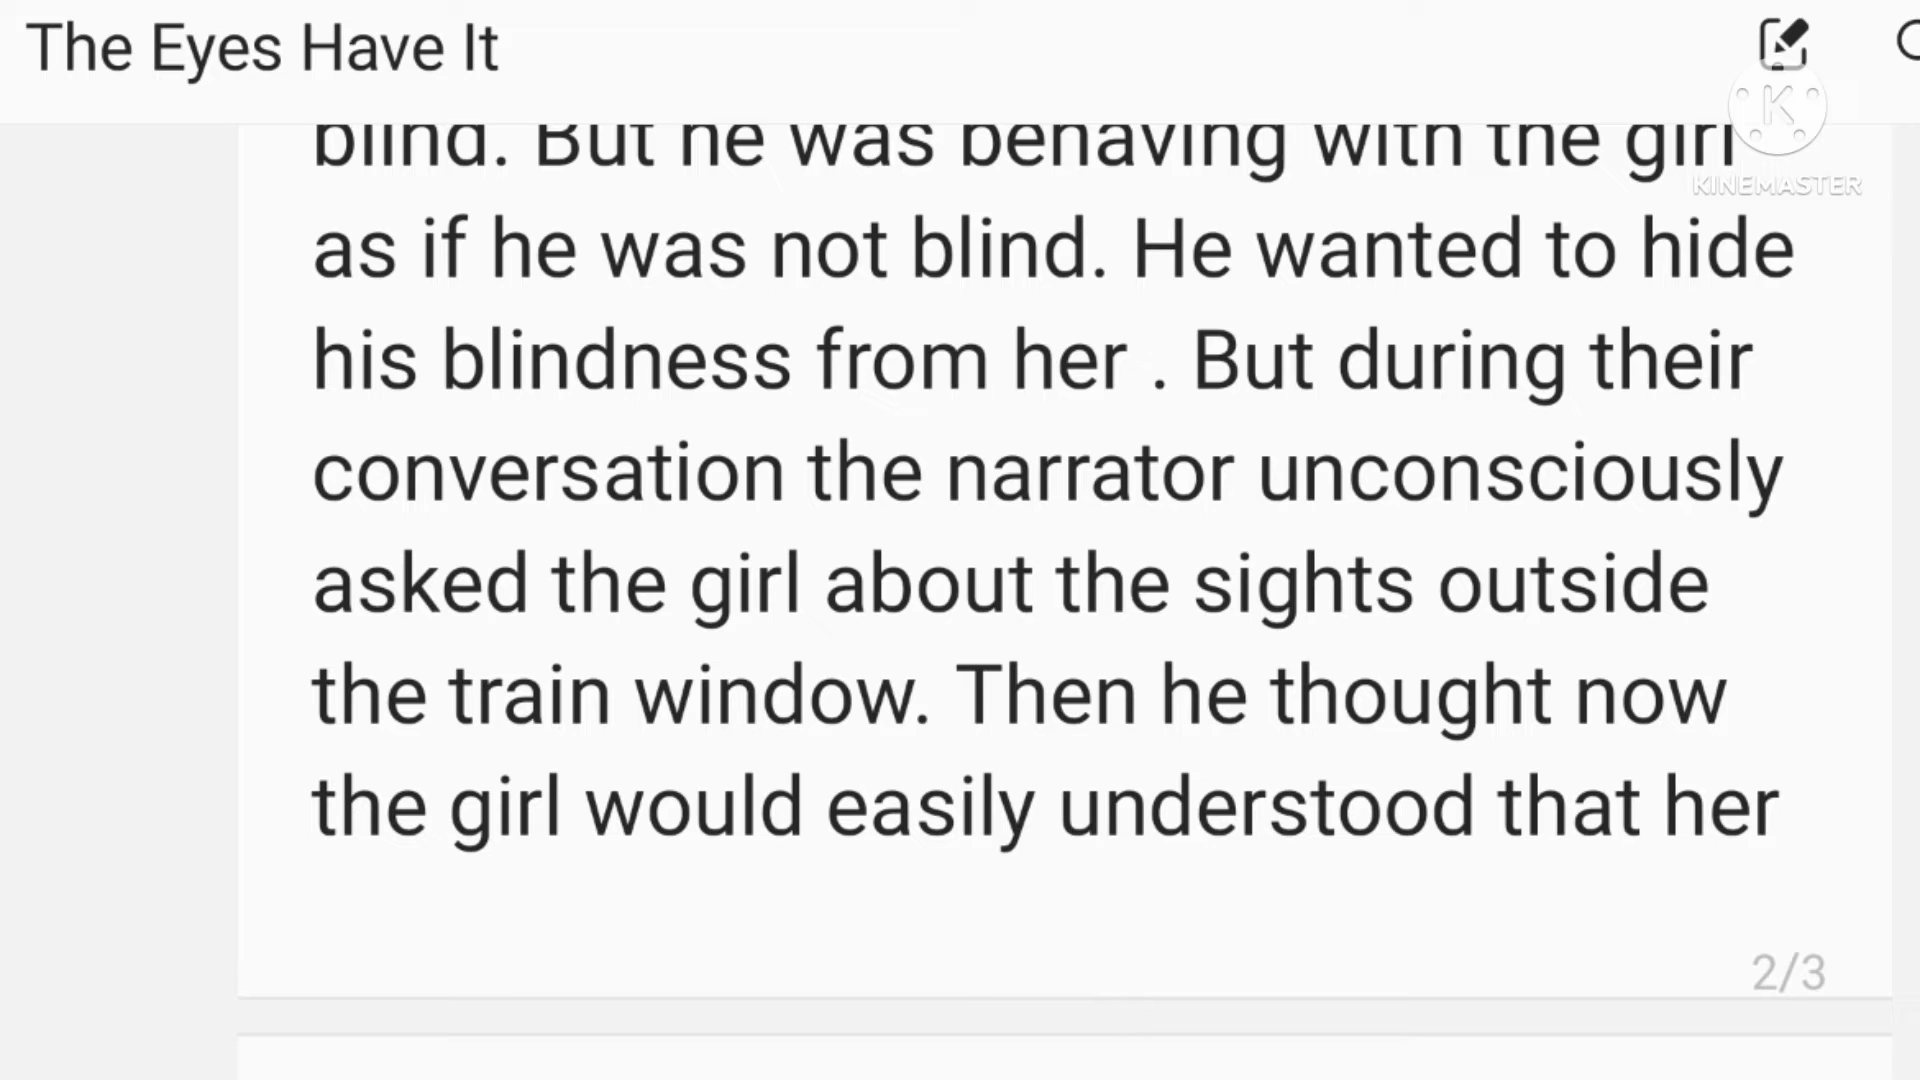 The Eyes Have It
K
KINEMASTER
blind. But he was behaving with the girl
as if he was not blind. He wanted to hide
his blindness from her . But during their
conversation the narrator unconsciously
asked the girl about the sights outside
the train window. Then he thought now
the girl would easily understood that her
2/3